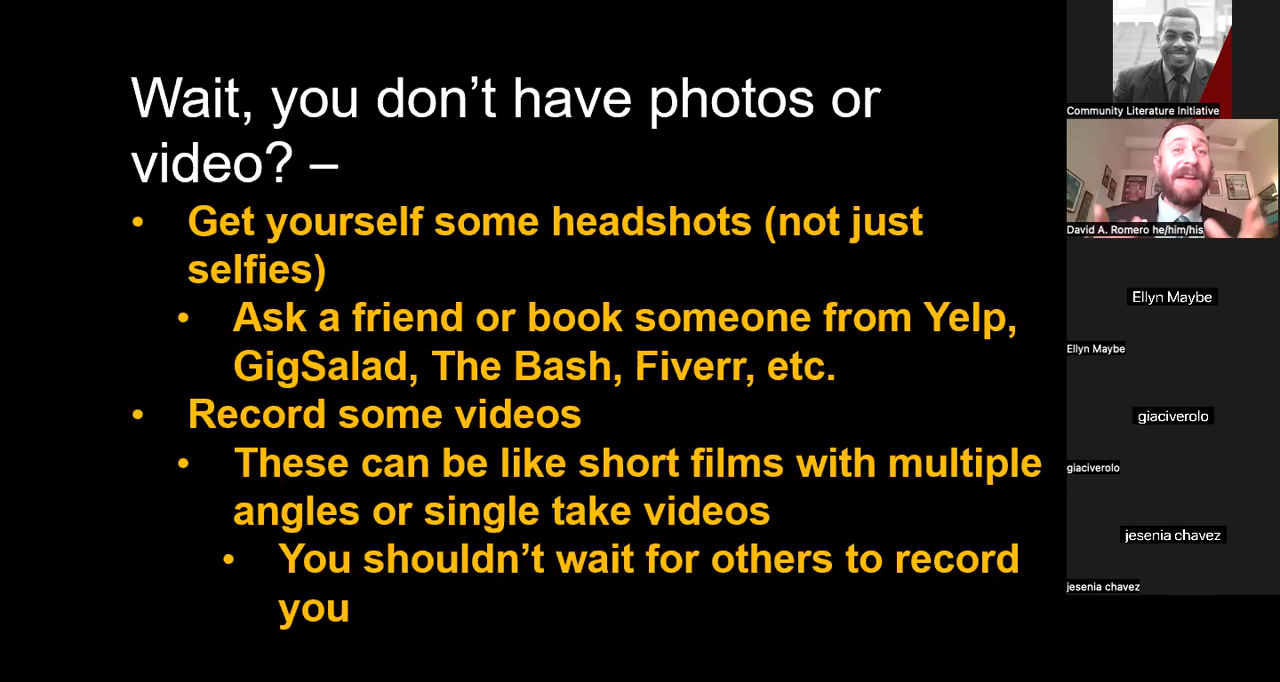 Wait, you don’t have photos or
video? –
• Get yourself some headshots (not just
selfies)
• Ask a friend or book someone from Yelp,
GigSalad, The Bash, Fiverr, etc.
• Record some videos
• These can be like short films with multiple
angles or single take videos
• You shouldn’t wait for others to record
you
Community Literature Initiative
David A. Romero he/him/his
Ellyn Maybe
Ellyn Maybe
giaciverolo
giaciverolo
jesenia chavez
jesenia chavez